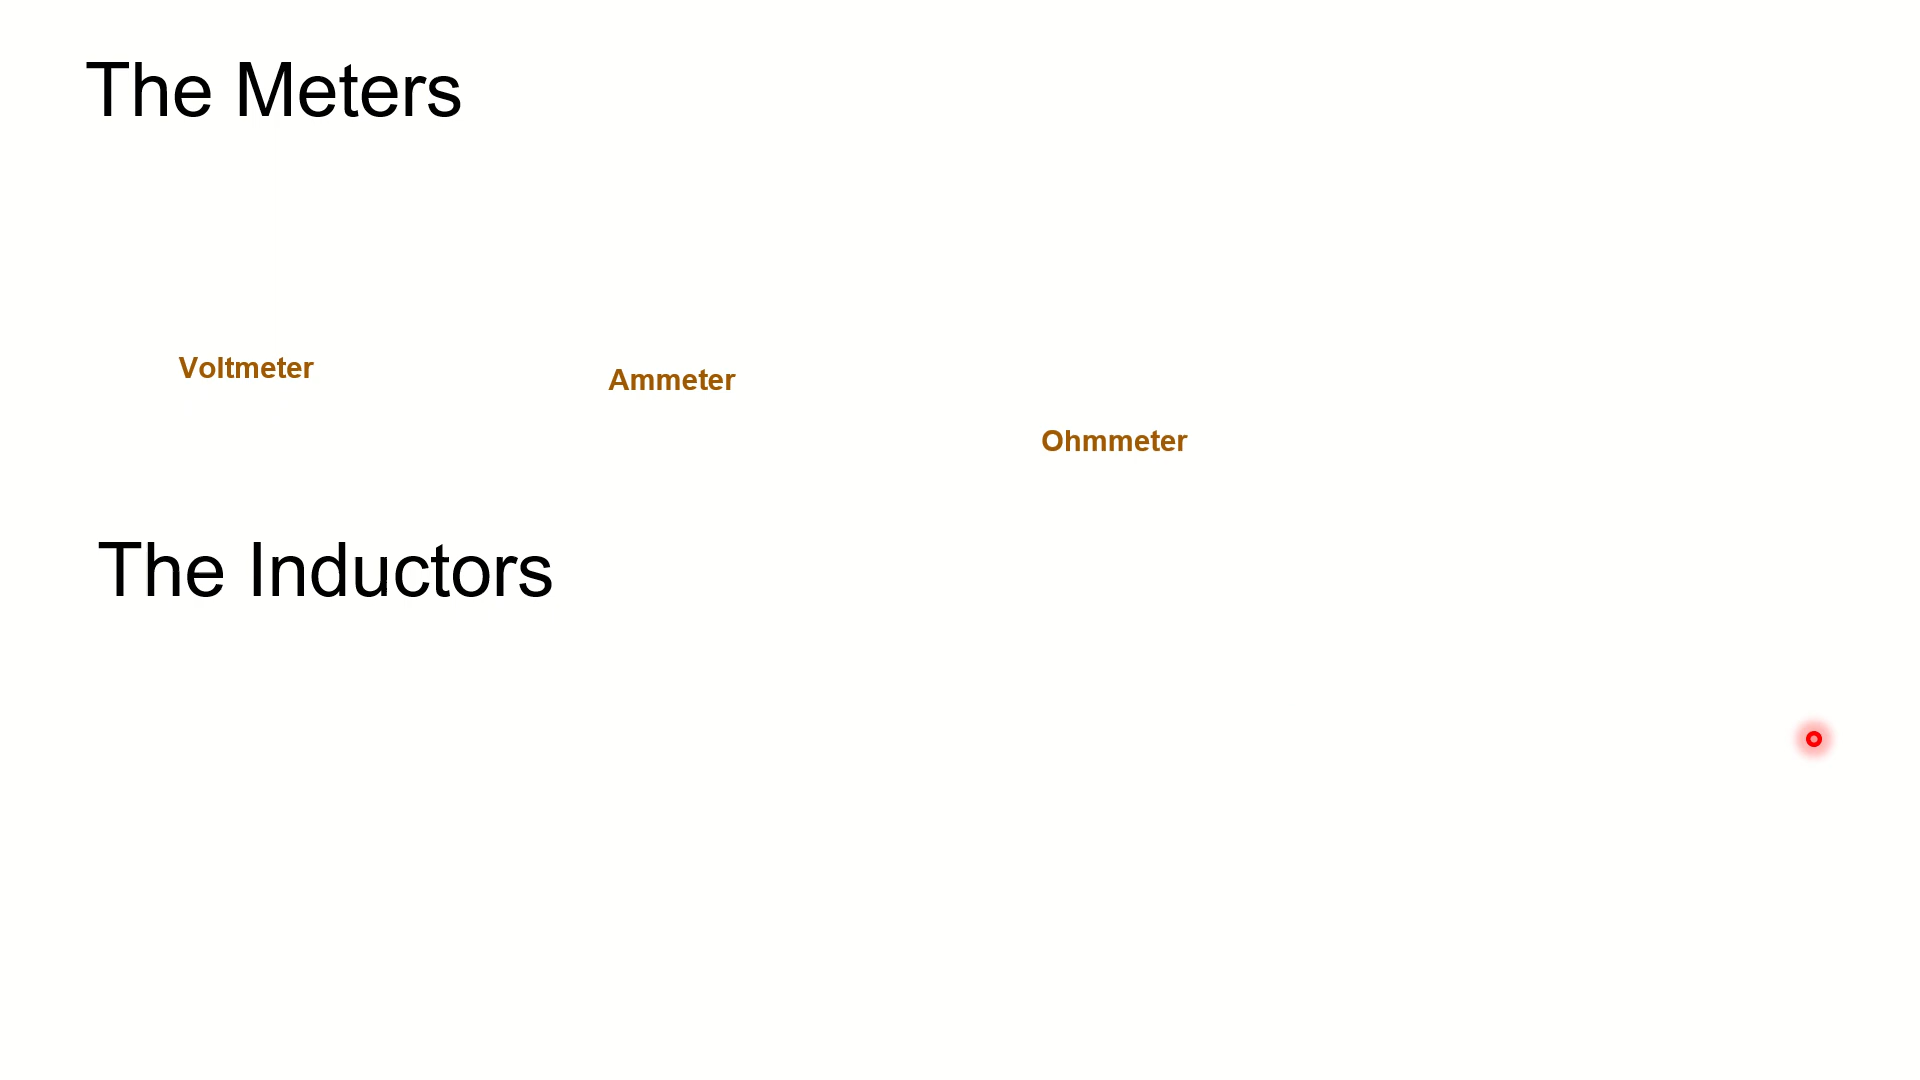 The Meters
Voltmeter
Ammeter
Ohmmeter
The Inductors